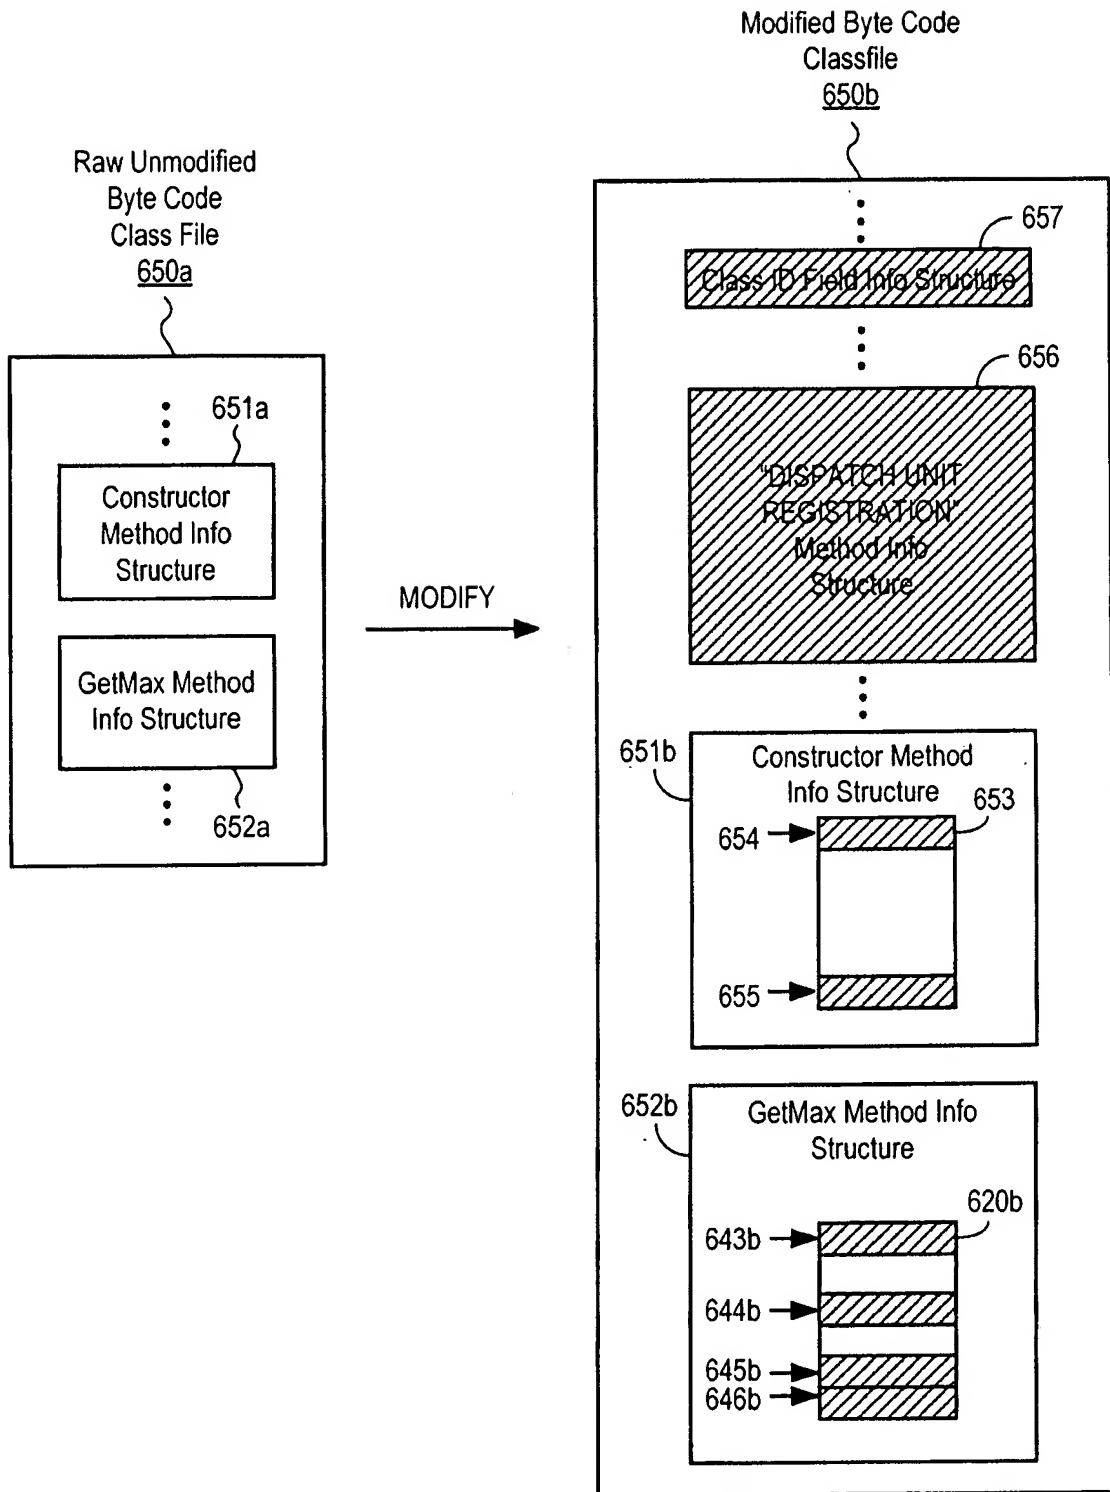 Modified Byte Code
Classfile
650b
Raw Unmodified
Byte Code
Class File
650a
651a
Constructor
Method Info
Structure
GetMax Method
Info Structure
652a
MODIFY
657
Class ID Field Info Structure
656
"DISPATCH UNIT
REGISTRATION"
Method Info
Structure
651b
Constructor Method
Info Structure
653
654
655
652b
GetMax Method Info
Structure
620b
643b
644b
645b
646b